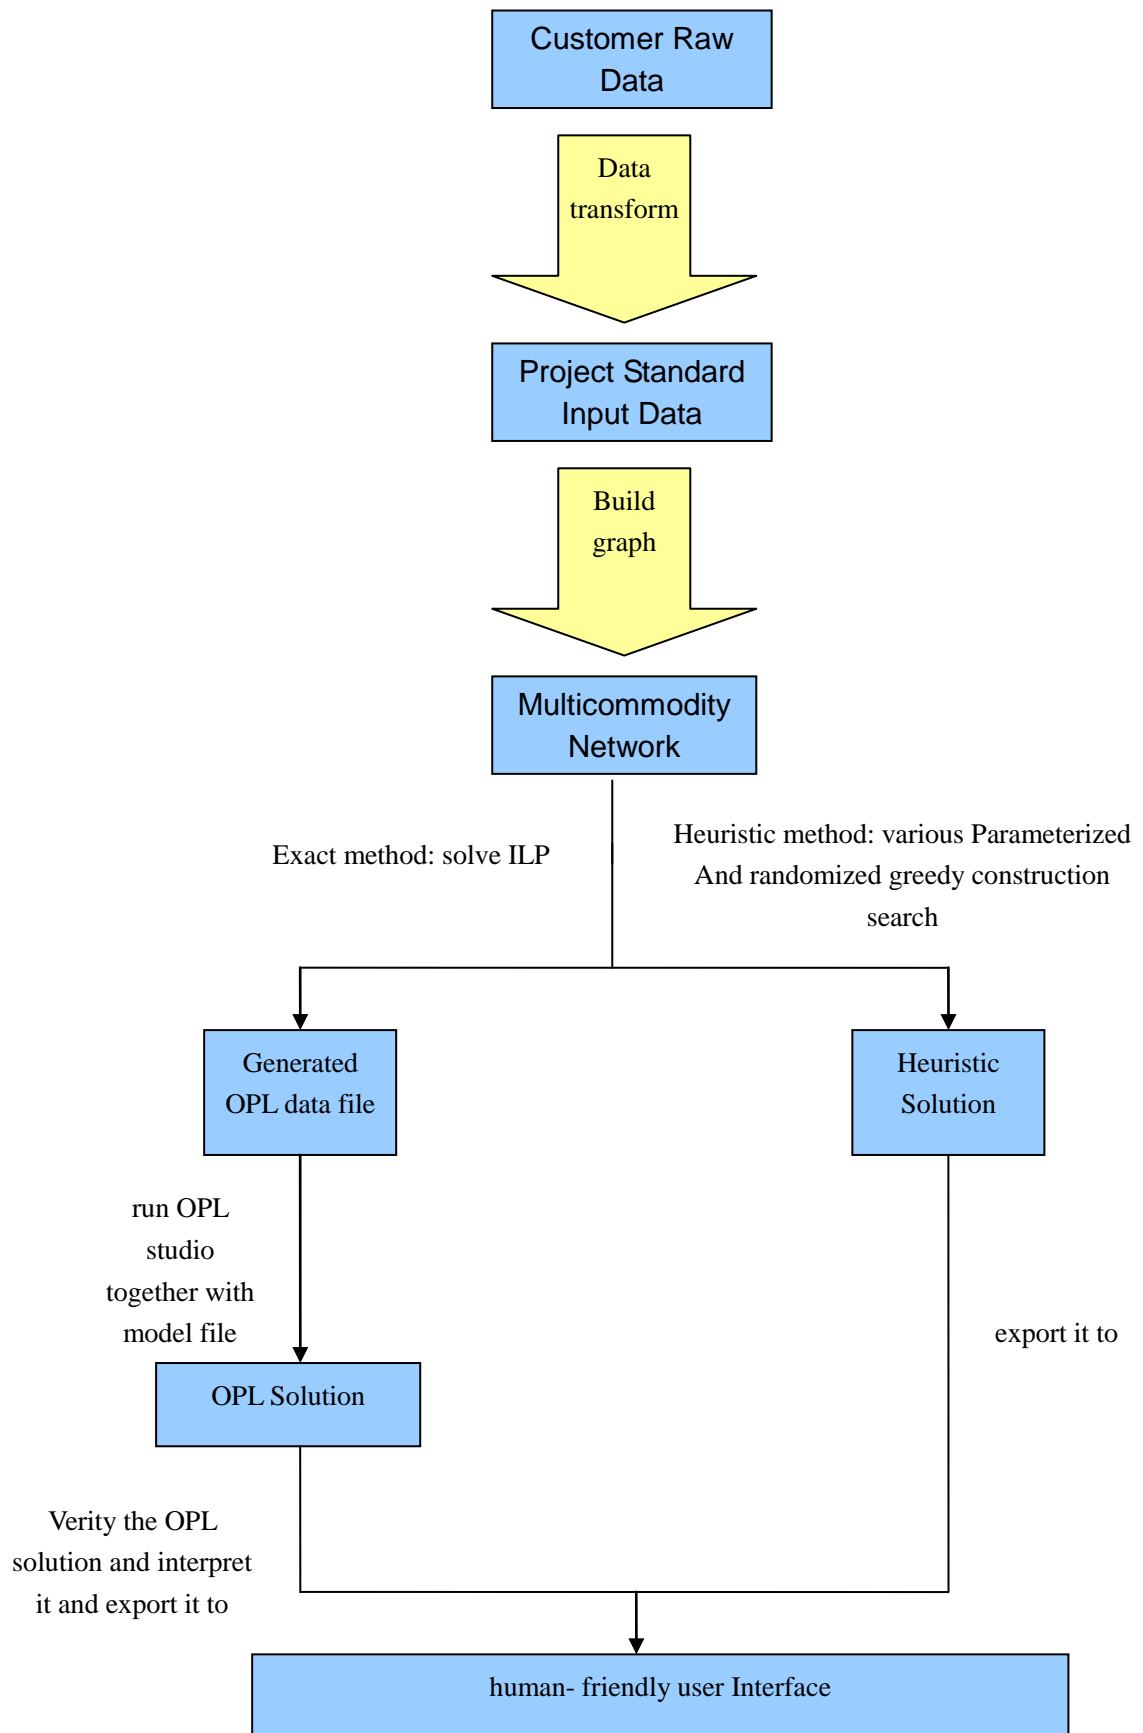 Customer Raw
Data
Data
transform
Project Standard
Input Data
Build
graph
Multicommodity
Network
Exact method: solve ILP
Heuristic method: various Parameterized
And randomized greedy construction
search
Generated
OPL data file
Heuristic
Solution
run OPL
studio
together with
model file
export it to
OPL Solution
Verity the OPL
solution and interpret
it and export it to
human- friendly user Interface